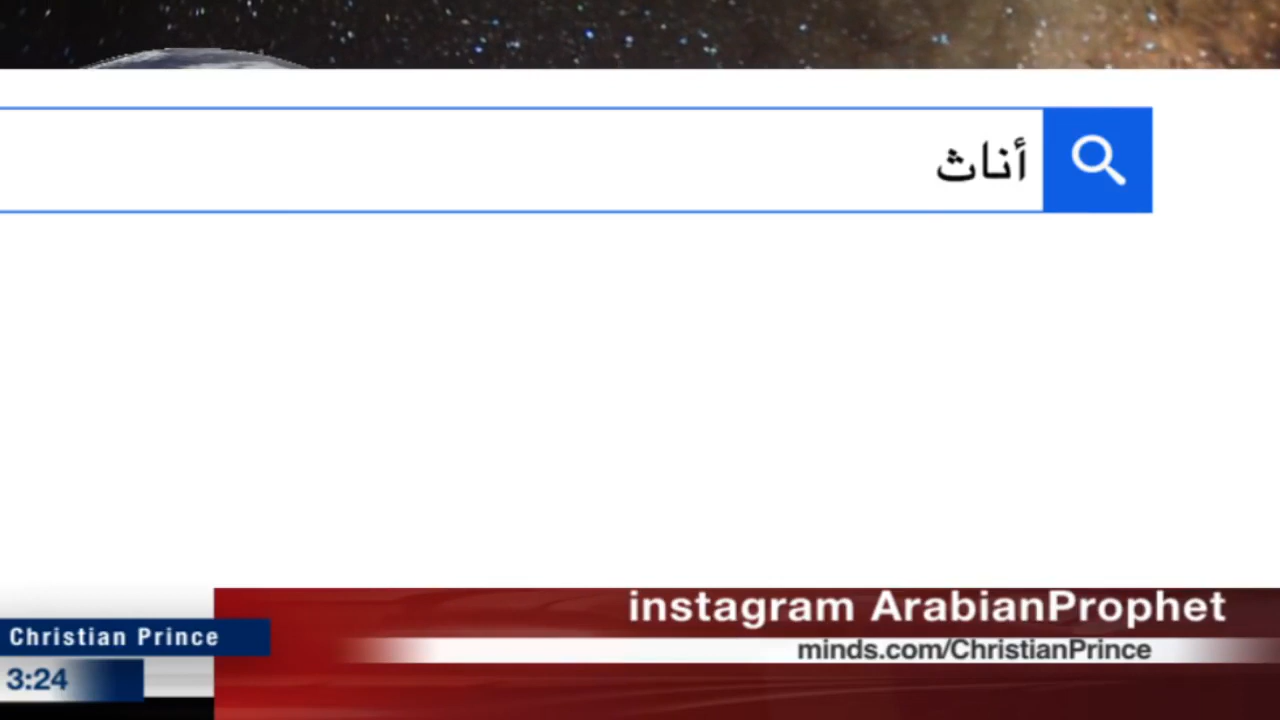 أناث
instagram ArabianProphet
Christian Prince
minds.com/ChristianPrince
3:24